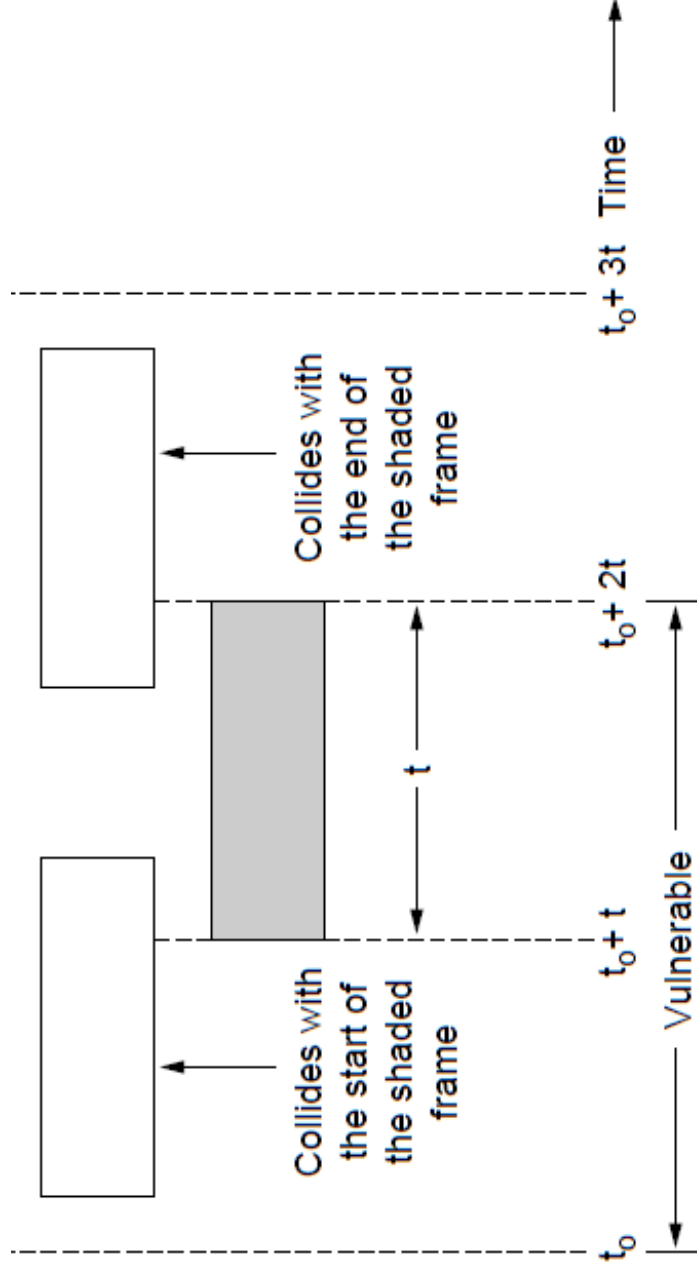 Collides with
the start of
the shaded
frame
Collides with
the end of
the shaded
frame
t
t₀
t₀ + t
t₀ + 2t
t₀ + 3t
Time
Vulnerable